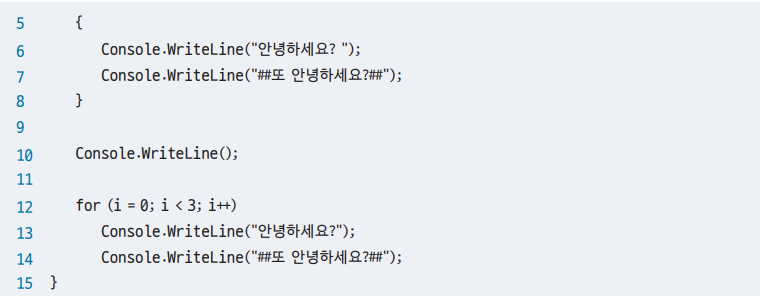 5 {
6 Console.WriteLine("안녕하세요? ");
7 Console.WriteLine("##또 안녕하세요?##");
8 }
9
10 Console.WriteLine();
11
12 for (i = 0; i < 3; i++)
13 Console.WriteLine("안녕하세요?");
14 Console.WriteLine("##또 안녕하세요?##");
15 }